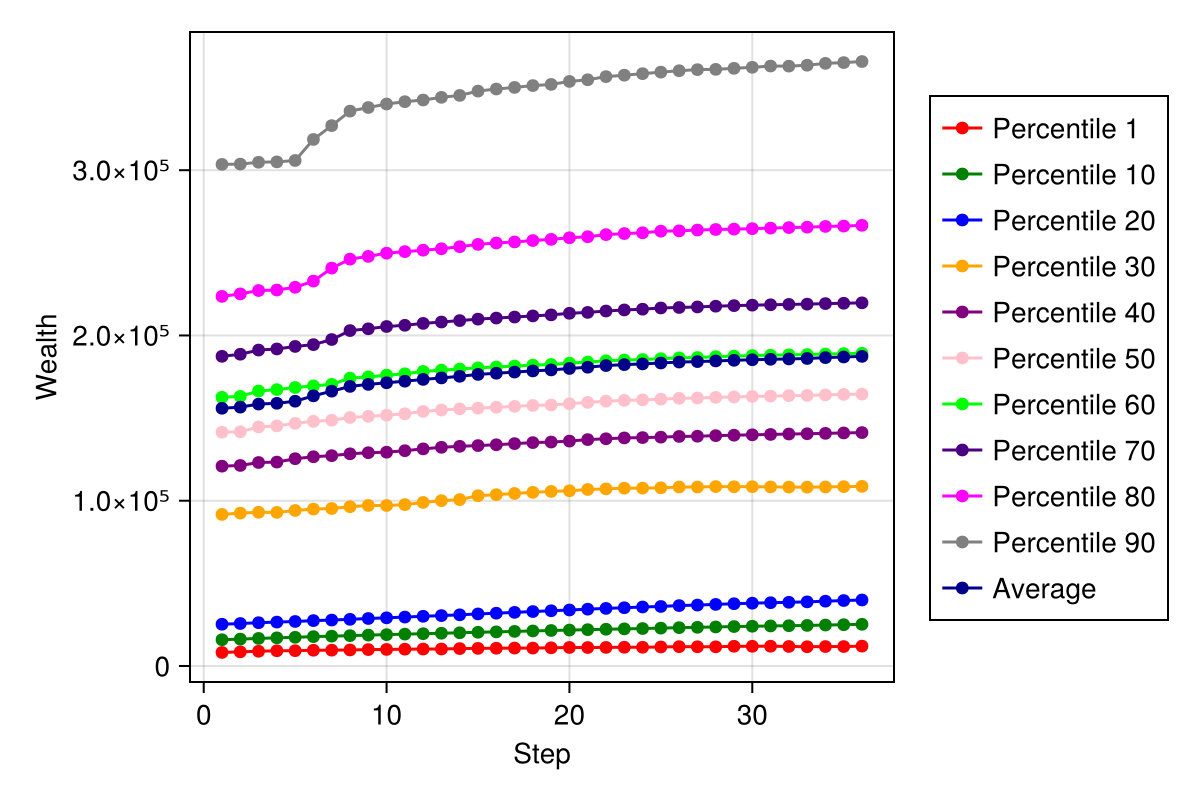 3.0×10⁵
2.0×10⁵
1.0×10⁵
0
Wealth
0 10 20 30
Step
Percentile 1
Percentile 10
Percentile 20
Percentile 30
Percentile 40
Percentile 50
Percentile 60
Percentile 70
Percentile 80
Percentile 90
Average